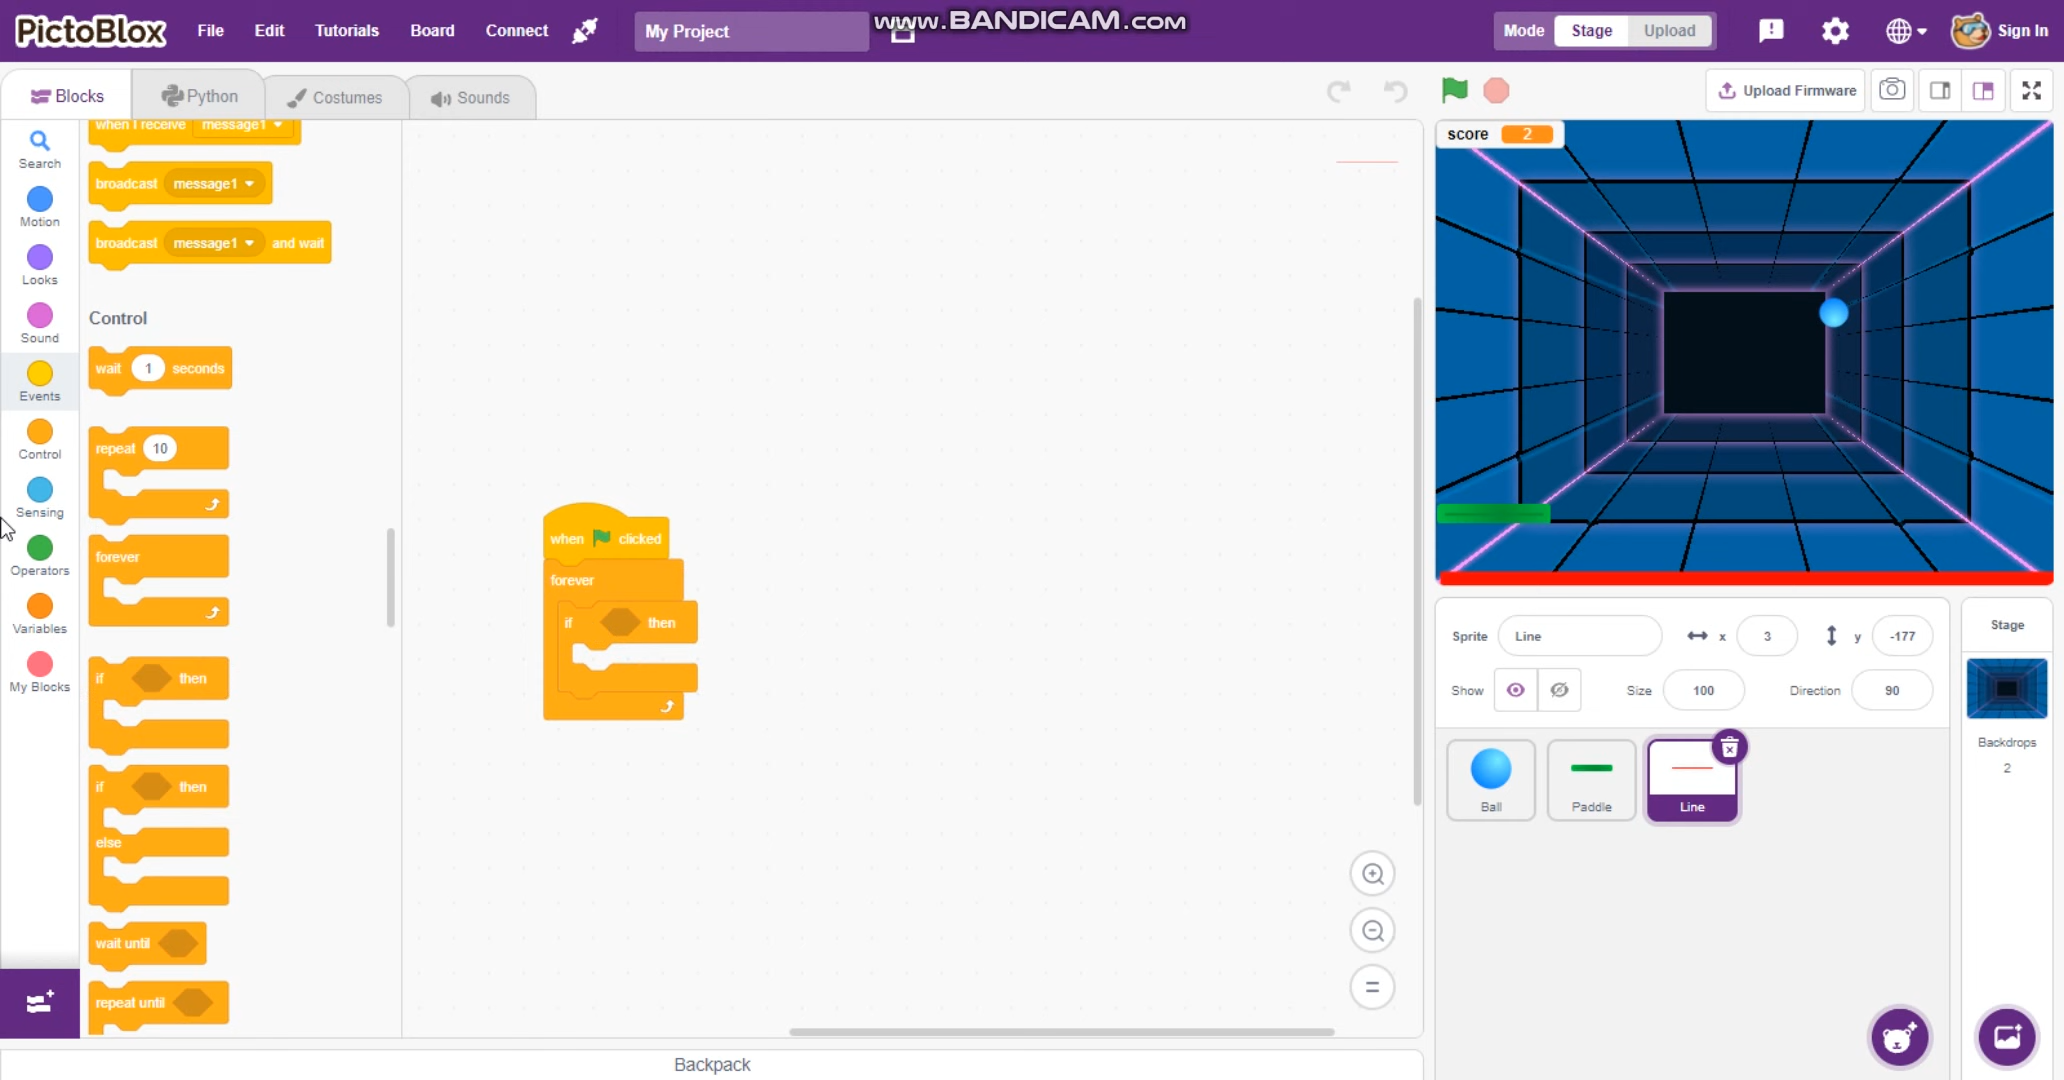 PictoBlox File Edit Tutorials Board Connect My Project www.BANDICAM.com Mode Stage Upload Sign In
Blocks Python Costumes Sounds Upload Firmware
Search
Motion
Looks
Sound
Events
Control
Sensing
Operators
Variables
My Blocks
when I receive message1
broadcast message1
broadcast message1 and wait
Control
wait 1 seconds
repeat 10
forever
if then
if then
else
wait until
repeat until
when clicked
forever
if then
score 2
Sprite Line x 3 y -177
Show Size 100 Direction 90
Ball Paddle Line
Stage
Backdrops
2
Backpack